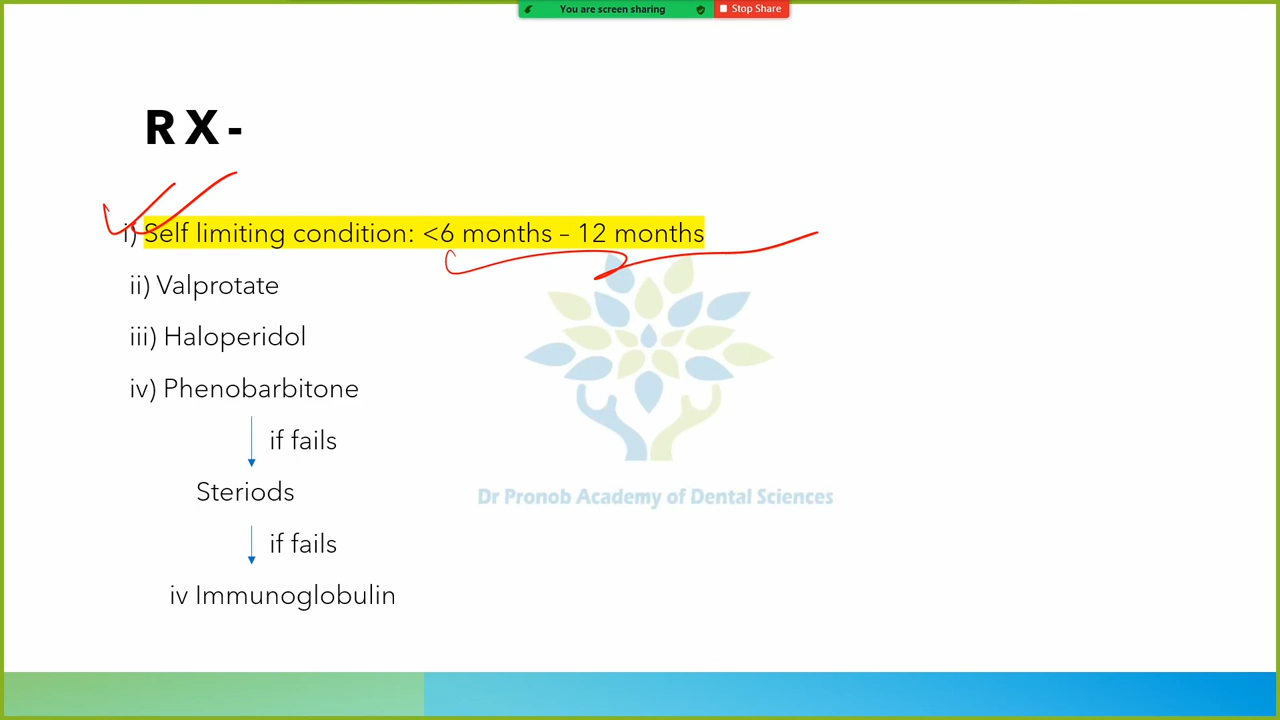 You are screen sharing
Stop Share
RX-
i) Self limiting condition: <6 months – 12 months
ii) Valprotate
iii) Haloperidol
iv) Phenobarbitone
if fails
Steriods
if fails
iv Immunoglobulin
Dr Pronob Academy of Dental Sciences